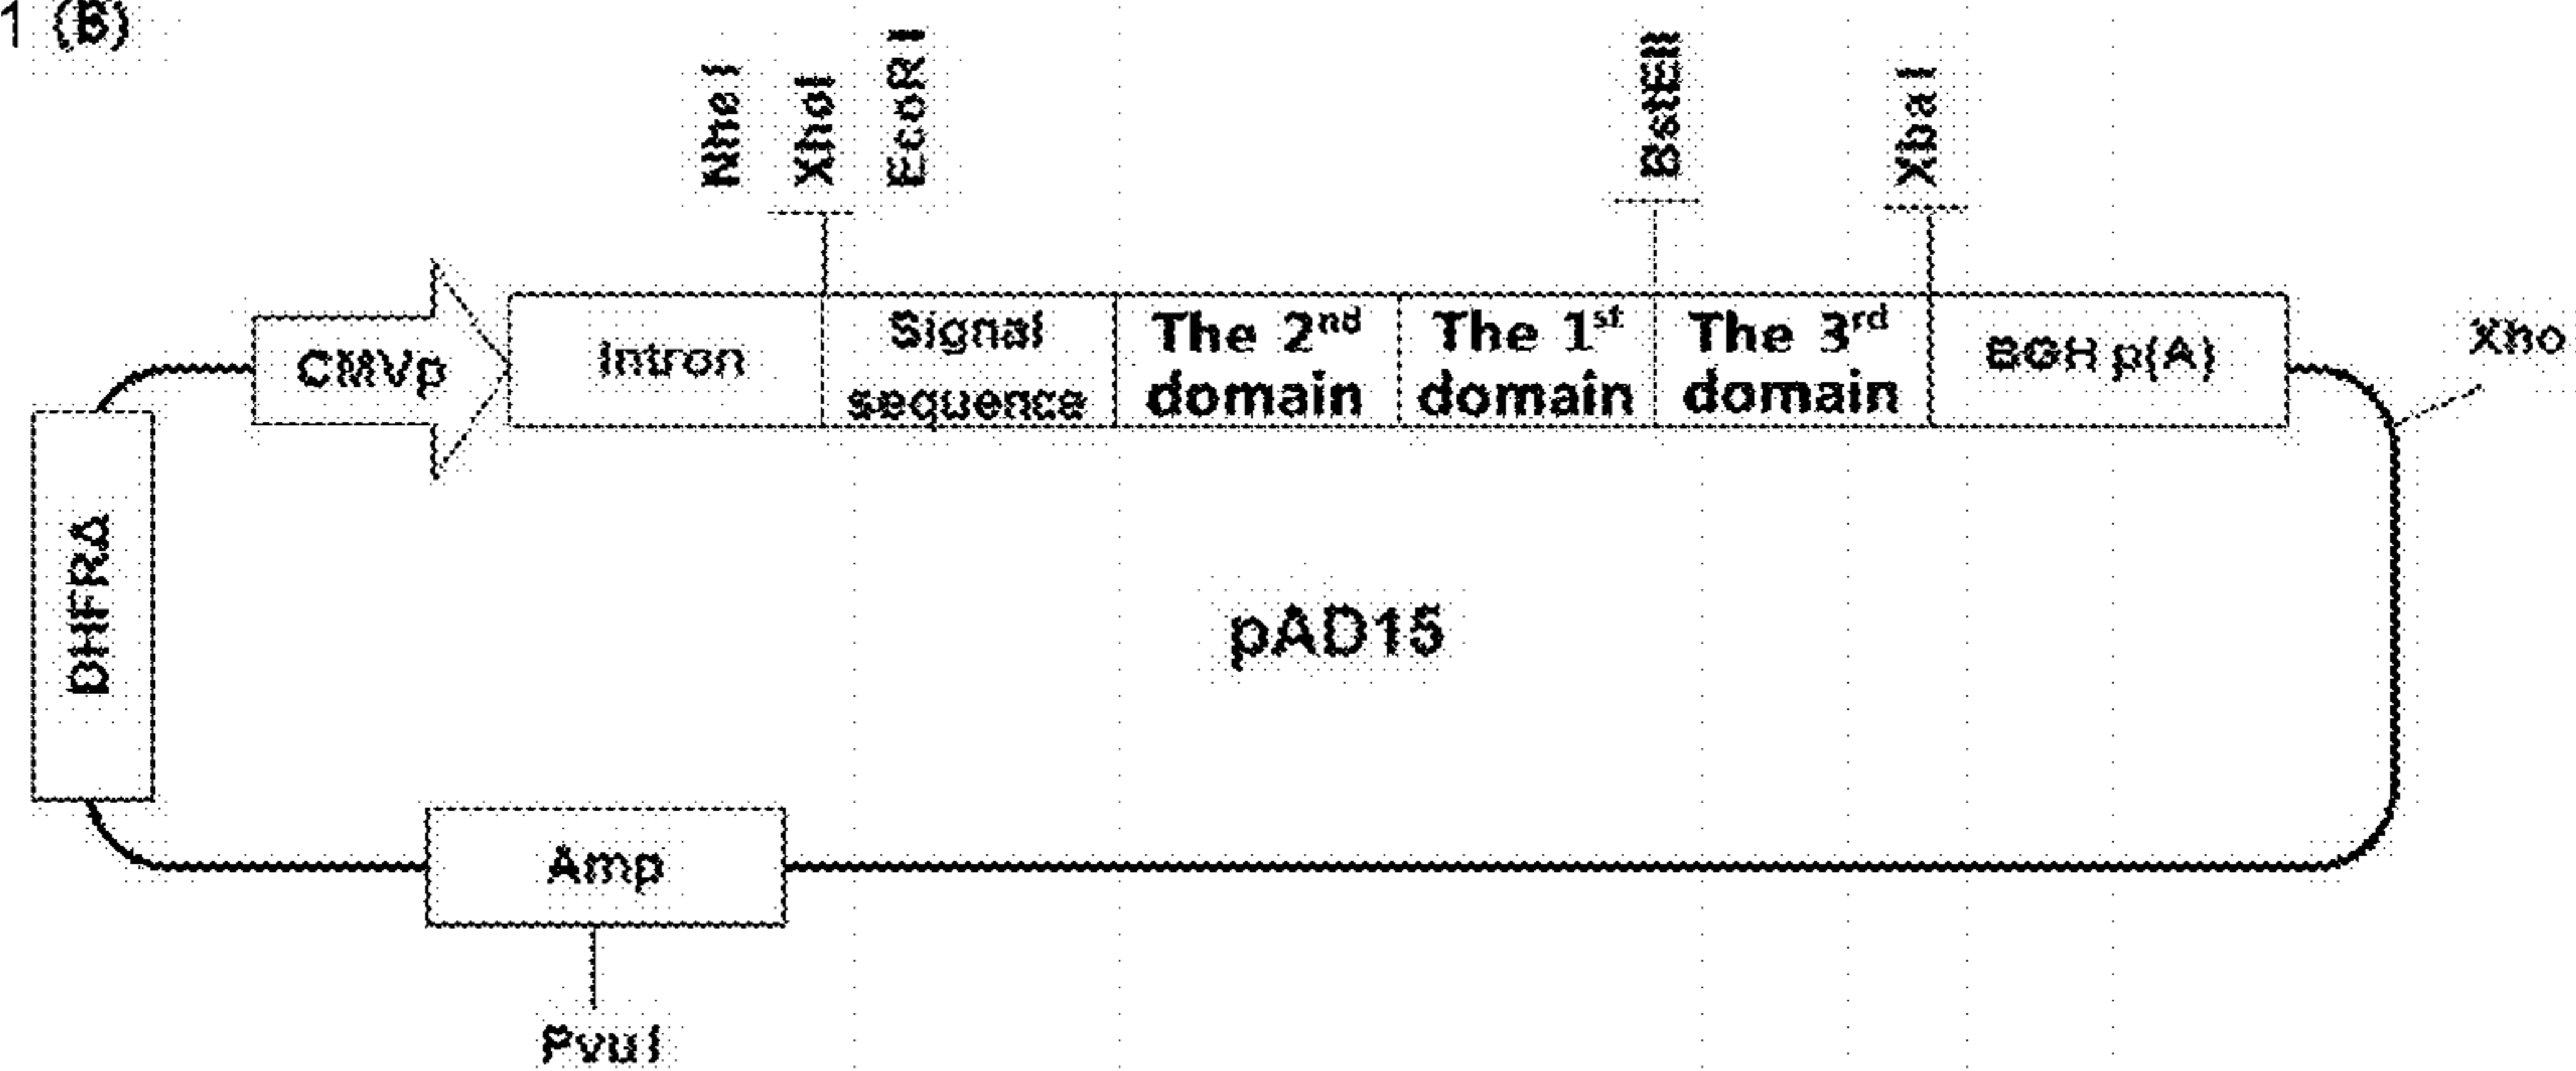 1 (B)
Nhe I
XhoI
EcoR I
BstEII
Xba I
CMVp
Intron
Signal
sequence
The 2nd
domain
The 1st
domain
The 3rd
domain
BGH p(A)
Xho
DHFRΔ
pAD15
Amp
PvuI